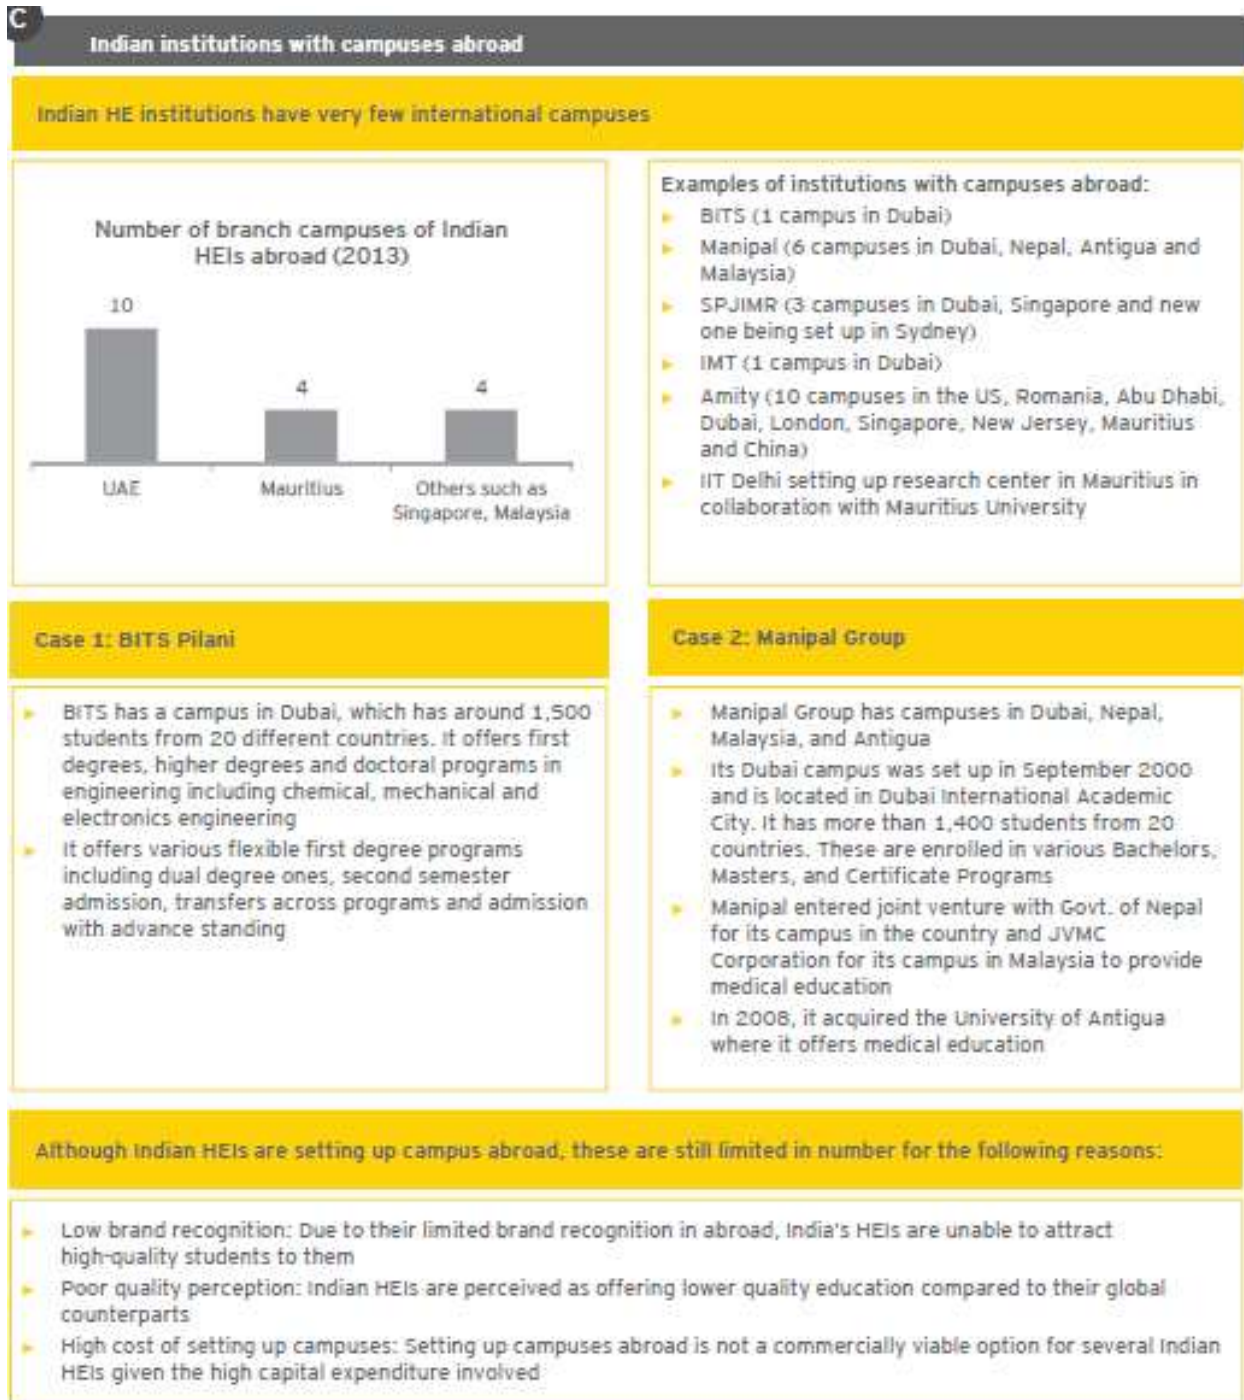 C
Indian institutions with campuses abroad
Indian HE institutions have very few international campuses
Number of branch campuses of Indian
HEIs abroad (2013)
10
4
4
UAE
Mauritius
Others such as
Singapore, Malaysia
Examples of institutions with campuses abroad:
► BITS (1 campus in Dubai)
► Manipal (6 campuses in Dubai, Nepal, Antigua and
Malaysia)
► SPJIMR (3 campuses in Dubai, Singapore and new
one being set up in Sydney)
► IMT (1 campus in Dubai)
► Amity (10 campuses in the US, Romania, Abu Dhabi,
Dubai, London, Singapore, New Jersey, Mauritius
and China)
► IIT Delhi setting up research center in Mauritius in
collaboration with Mauritius University
Case 1: BITS Pilani
► BITS has a campus in Dubai, which has around 1,500
students from 20 different countries. It offers first
degrees, higher degrees and doctoral programs in
engineering including chemical, mechanical and
electronics engineering
► It offers various flexible first degree programs
including dual degree ones, second semester
admission, transfers across programs and admission
with advance standing
Case 2: Manipal Group
► Manipal Group has campuses in Dubai, Nepal,
Malaysia, and Antigua
► Its Dubai campus was set up in September 2000
and is located in Dubai International Academic
City. It has more than 1,400 students from 20
countries. These are enrolled in various Bachelors,
Masters, and Certificate Programs
► Manipal entered joint venture with Govt. of Nepal
for its campus in the country and JVMC
Corporation for its campus in Malaysia to provide
medical education
► In 2008, it acquired the University of Antigua
where it offers medical education
Although Indian HEIs are setting up campus abroad, these are still limited in number for the following reasons:
► Low brand recognition: Due to their limited brand recognition in abroad, India's HEIs are unable to attract
high-quality students to them
► Poor quality perception: Indian HEIs are perceived as offering lower quality education compared to their global
counterparts
► High cost of setting up campuses: Setting up campuses abroad is not a commercially viable option for several Indian
HEIs given the high capital expenditure involved